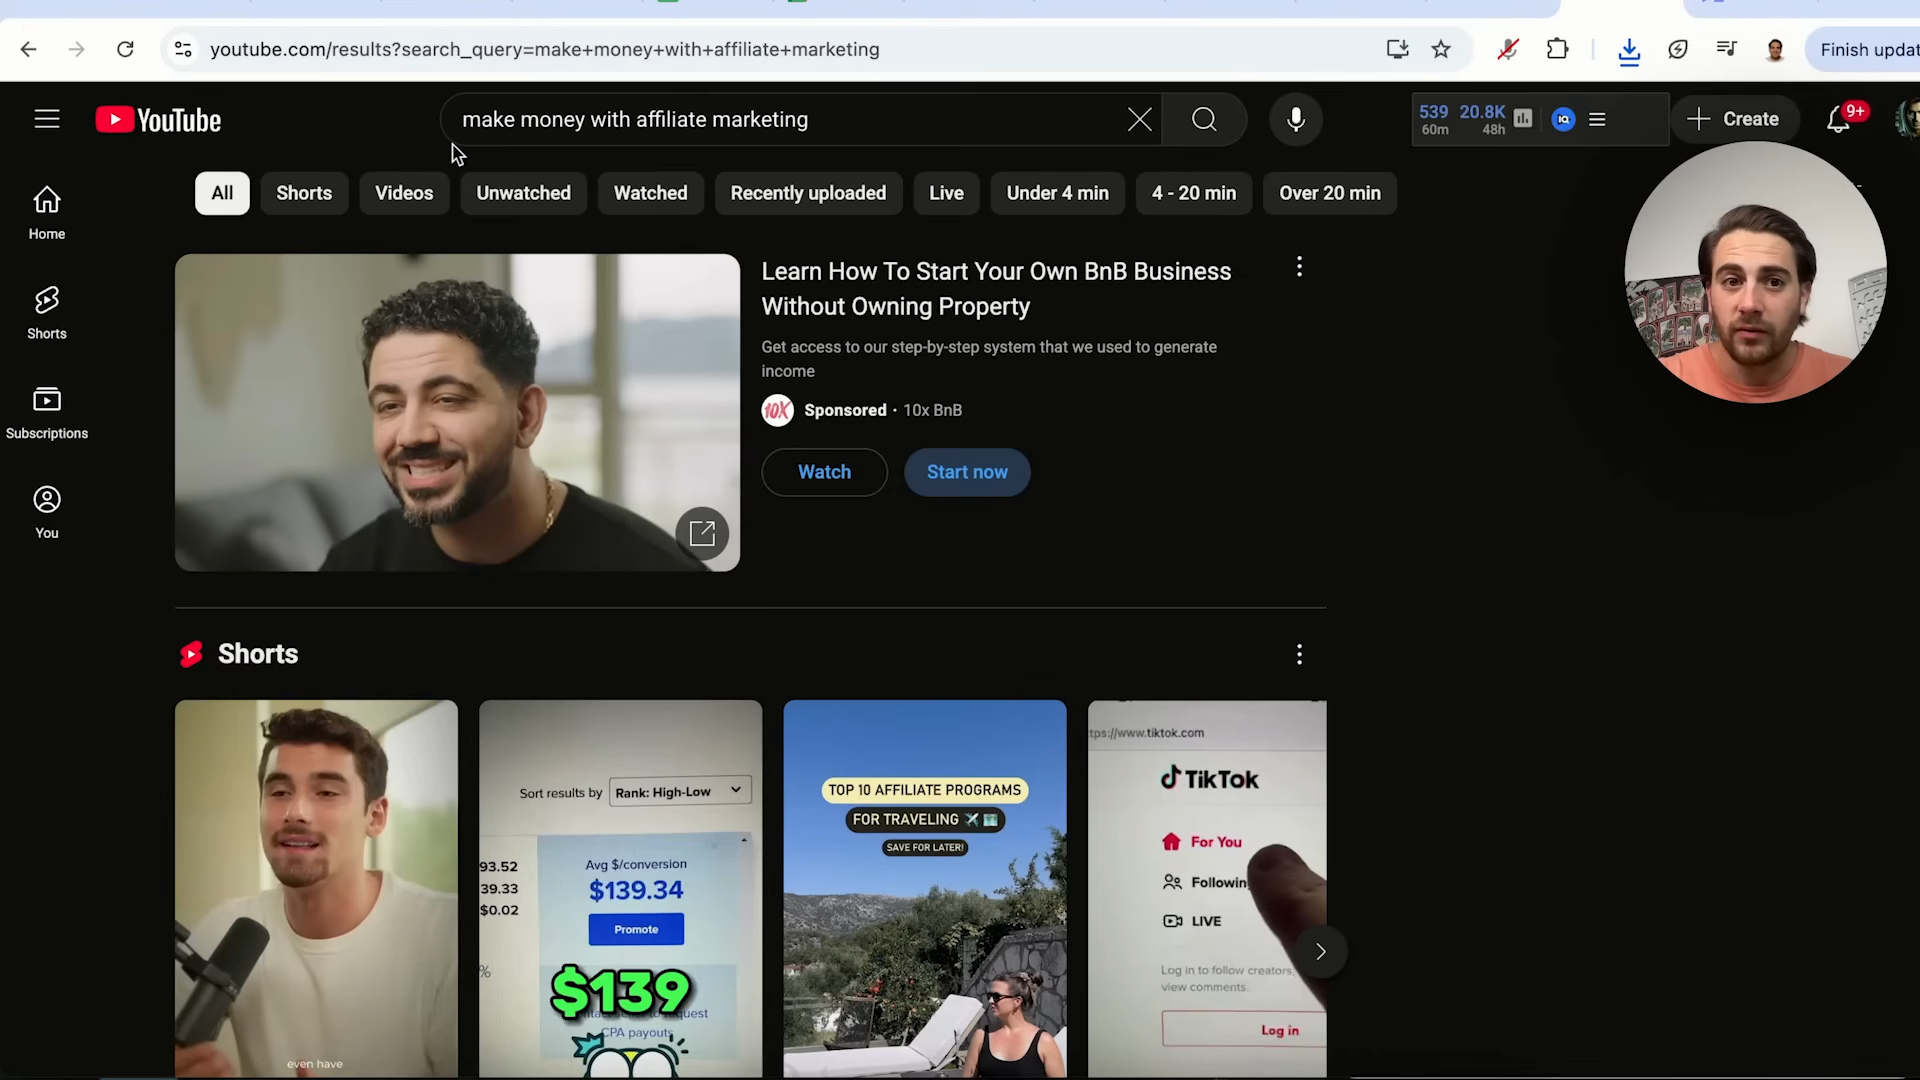 youtube.com/results?search_query=make+money+with+affiliate+marketing
Finish updat
YouTube
make money with affiliate marketing
539
60m
20.8K
48h
IQ
Create
9+
All
Shorts
Videos
Unwatched
Watched
Recently uploaded
Live
Under 4 min
4 - 20 min
Over 20 min
Home
Shorts
Subscriptions
You
Learn How To Start Your Own BnB Business
Without Owning Property
Get access to our step-by-step system that we used to generate
income
10X
Sponsored • 10x BnB
Watch
Start now
Shorts
even have
Sort results by
Rank: High-Low
93.52
39.33
$0.02
%
Avg $/conversion
$139.34
Promote
$139
CPA payouts
TOP 10 AFFILIATE PROGRAMS
FOR TRAVELING
SAVE FOR LATER!
tps://www.tiktok.com
TikTok
For You
Followin
LIVE
Log in to follow creators,
view comments.
Log in